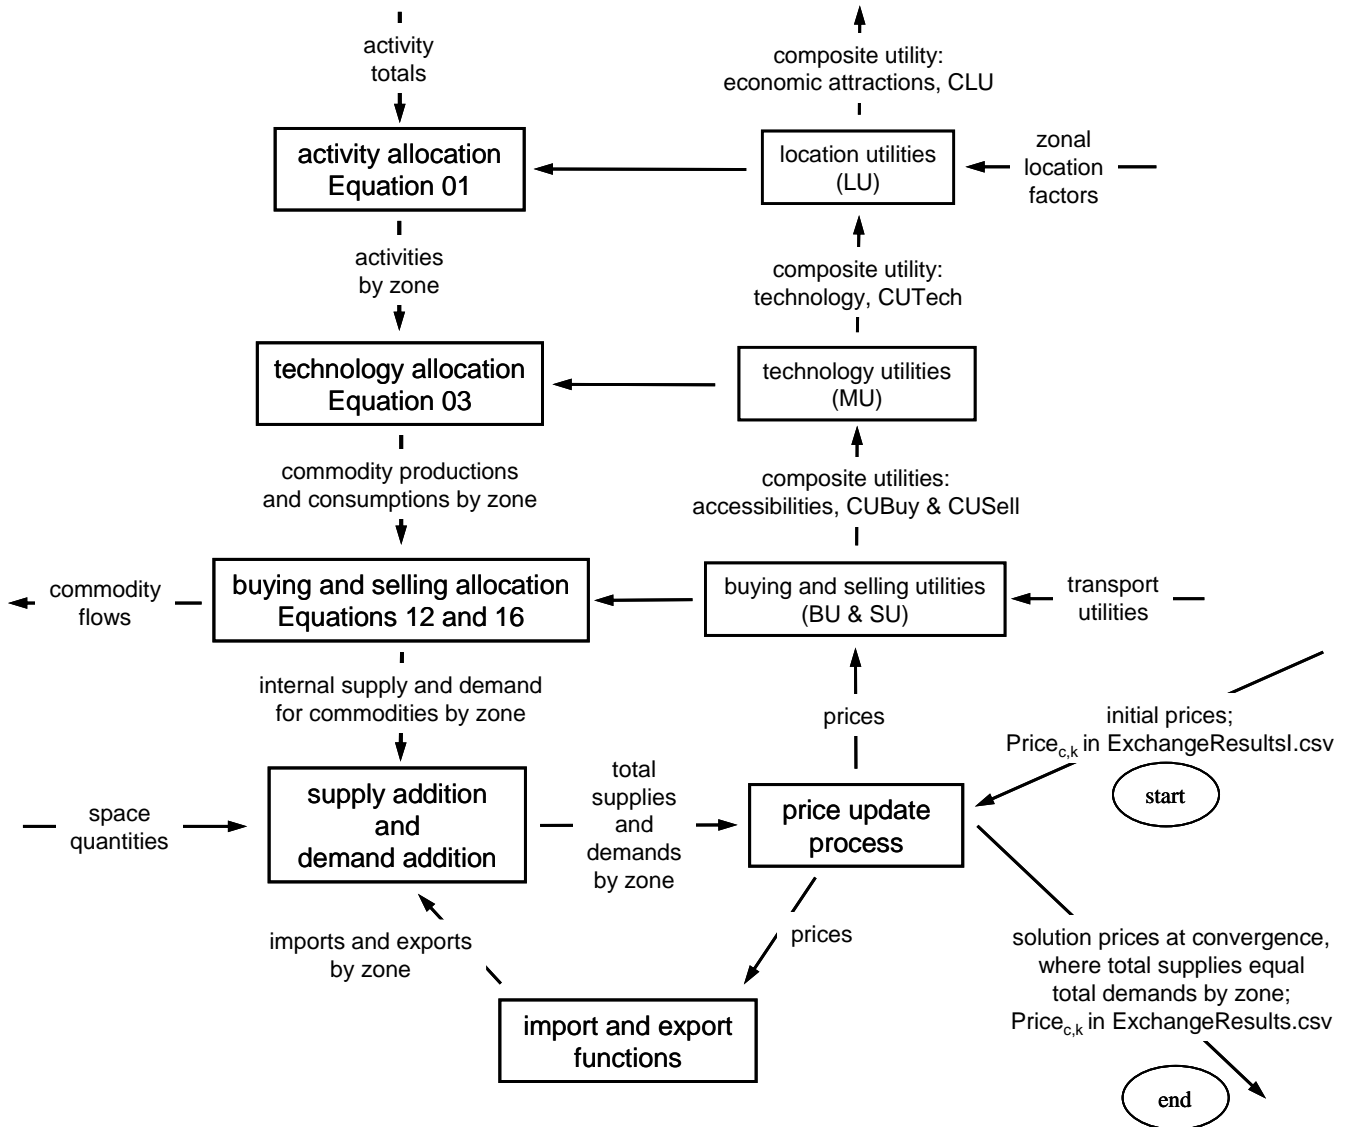 activity
totals
composite utility:
economic attractions, CLU
activity allocation
Equation 01
location utilities
(LU)
zonal
location
factors
activities
by zone
composite utility:
technology, CUTech
technology allocation
Equation 03
technology utilities
(MU)
commodity productions
and consumptions by zone
composite utilities:
accessibilities, CUBuy & CUSell
commodity
flows
buying and selling allocation
Equations 12 and 16
buying and selling utilities
(BU & SU)
transport
utilities
internal supply and demand
for commodities by zone
prices
initial prices;
Price c,k in ExchangeResultsI.csv
start
space
quantities
supply addition
and
demand addition
total
supplies
and
demands
by zone
price update
process
imports and exports
by zone
prices
solution prices at convergence,
where total supplies equal
total demands by zone;
Price c,k in ExchangeResults.csv
import and export
functions
end